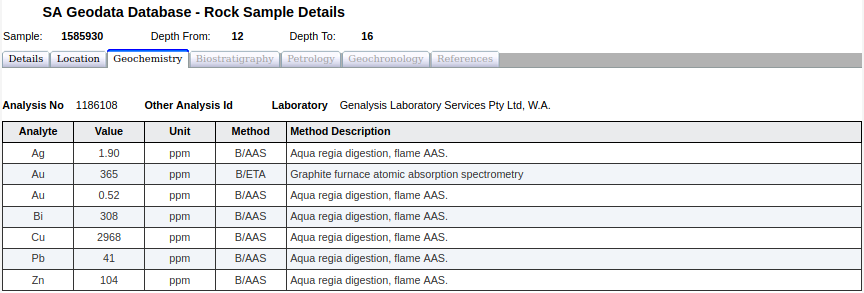 SA Geodata Database - Rock Sample Details
Sample: 1585930 Depth From: 12 Depth To: 16
Details Location Geochemistry Biostratigraphy Petrology Geochronology References
Analysis No 1186108 Other Analysis Id Laboratory Genalysis Laboratory Services Pty Ltd, W.A.
Analyte Value Unit Method Method Description
Ag 1.90 ppm B/AAS Aqua regia digestion, flame AAS.
Au 365 ppm B/ETA Graphite furnace atomic absorption spectrometry
Au 0.52 ppm B/AAS Aqua regia digestion, flame AAS.
Bi 308 ppm B/AAS Aqua regia digestion, flame AAS.
Cu 2968 ppm B/AAS Aqua regia digestion, flame AAS.
Pb 41 ppm B/AAS Aqua regia digestion, flame AAS.
Zn 104 ppm B/AAS Aqua regia digestion, flame AAS.